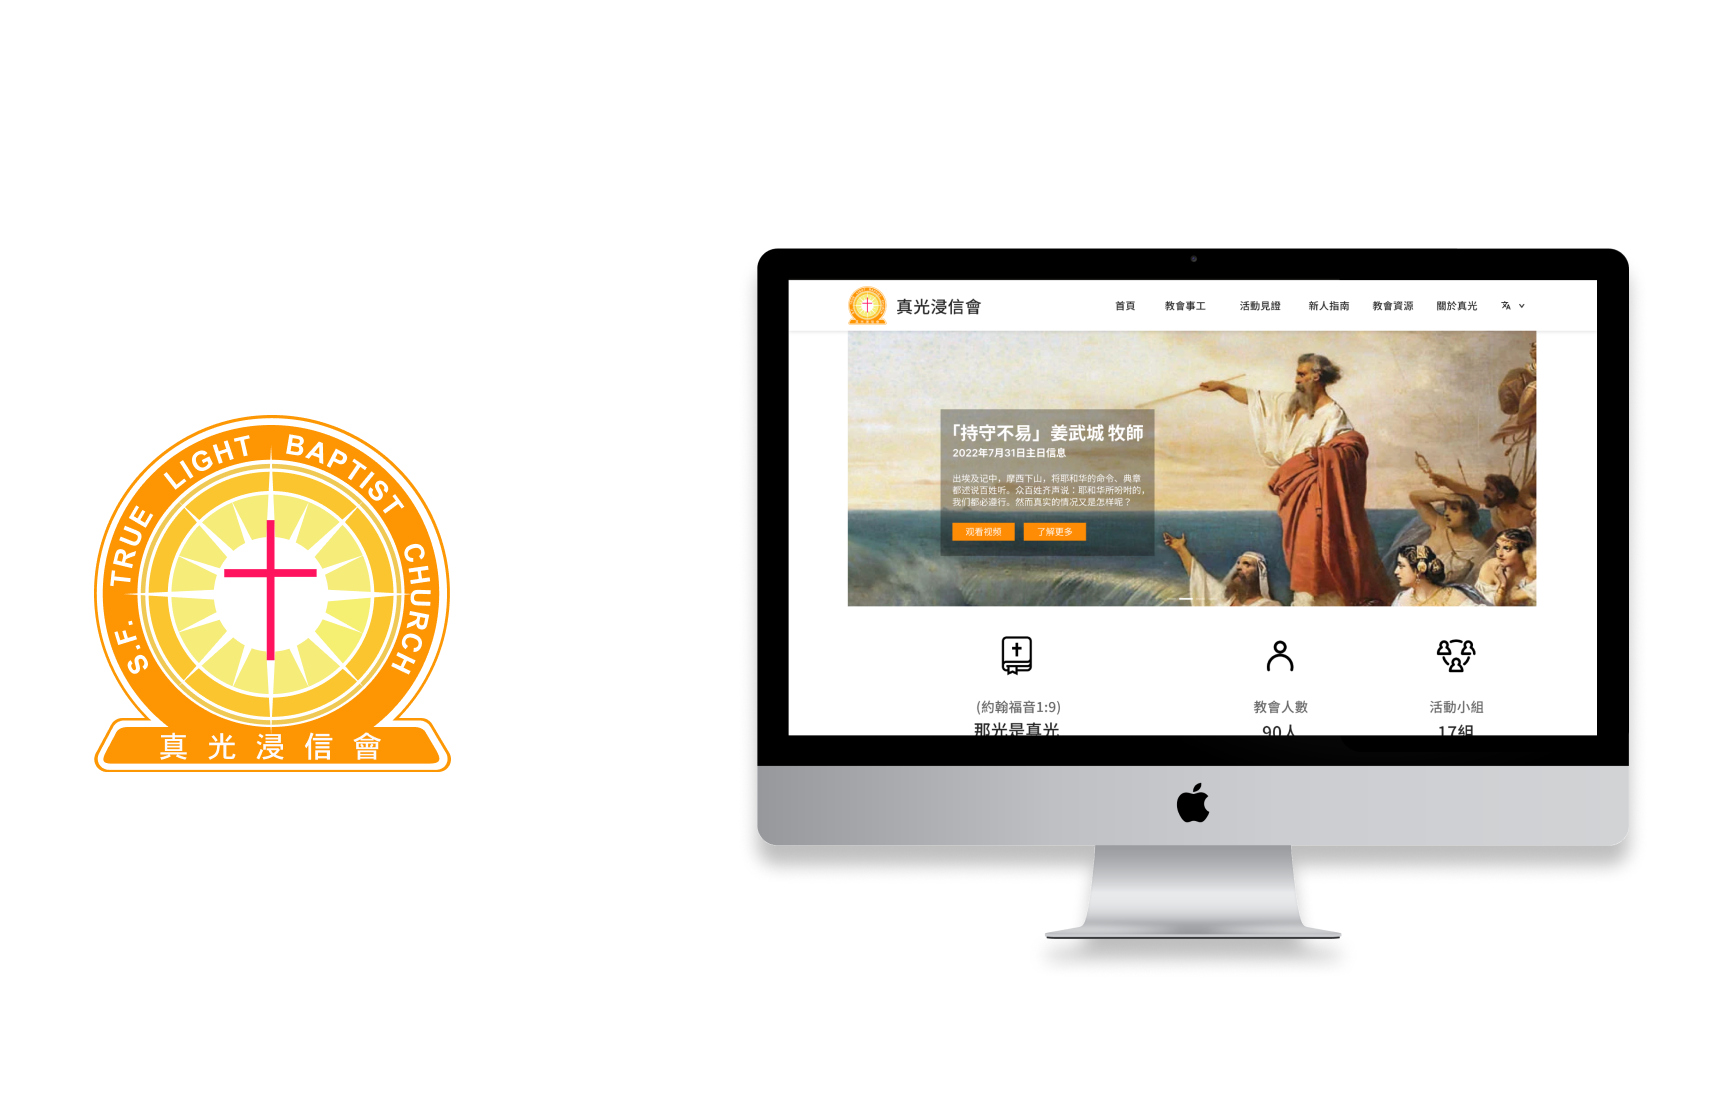 S.F. TRUE LIGHT BAPTIST CHURCH
真光浸信會
真光浸信會
首頁 教會事工 活動見證 新人指南 教會資源 關於真光
「持守不易」姜武城 牧師
2022年7月31日主日信息
出埃及记中，摩西下山，将耶和华的命令、典章
都述说百姓听。众百姓齐声说：耶和华所吩咐的，
我们都必遵行。然而真实的情况又是怎样呢？
观看视频 了解更多
(約翰福音1:9) 教會人數 活動小組
那光是真光 90人 17組